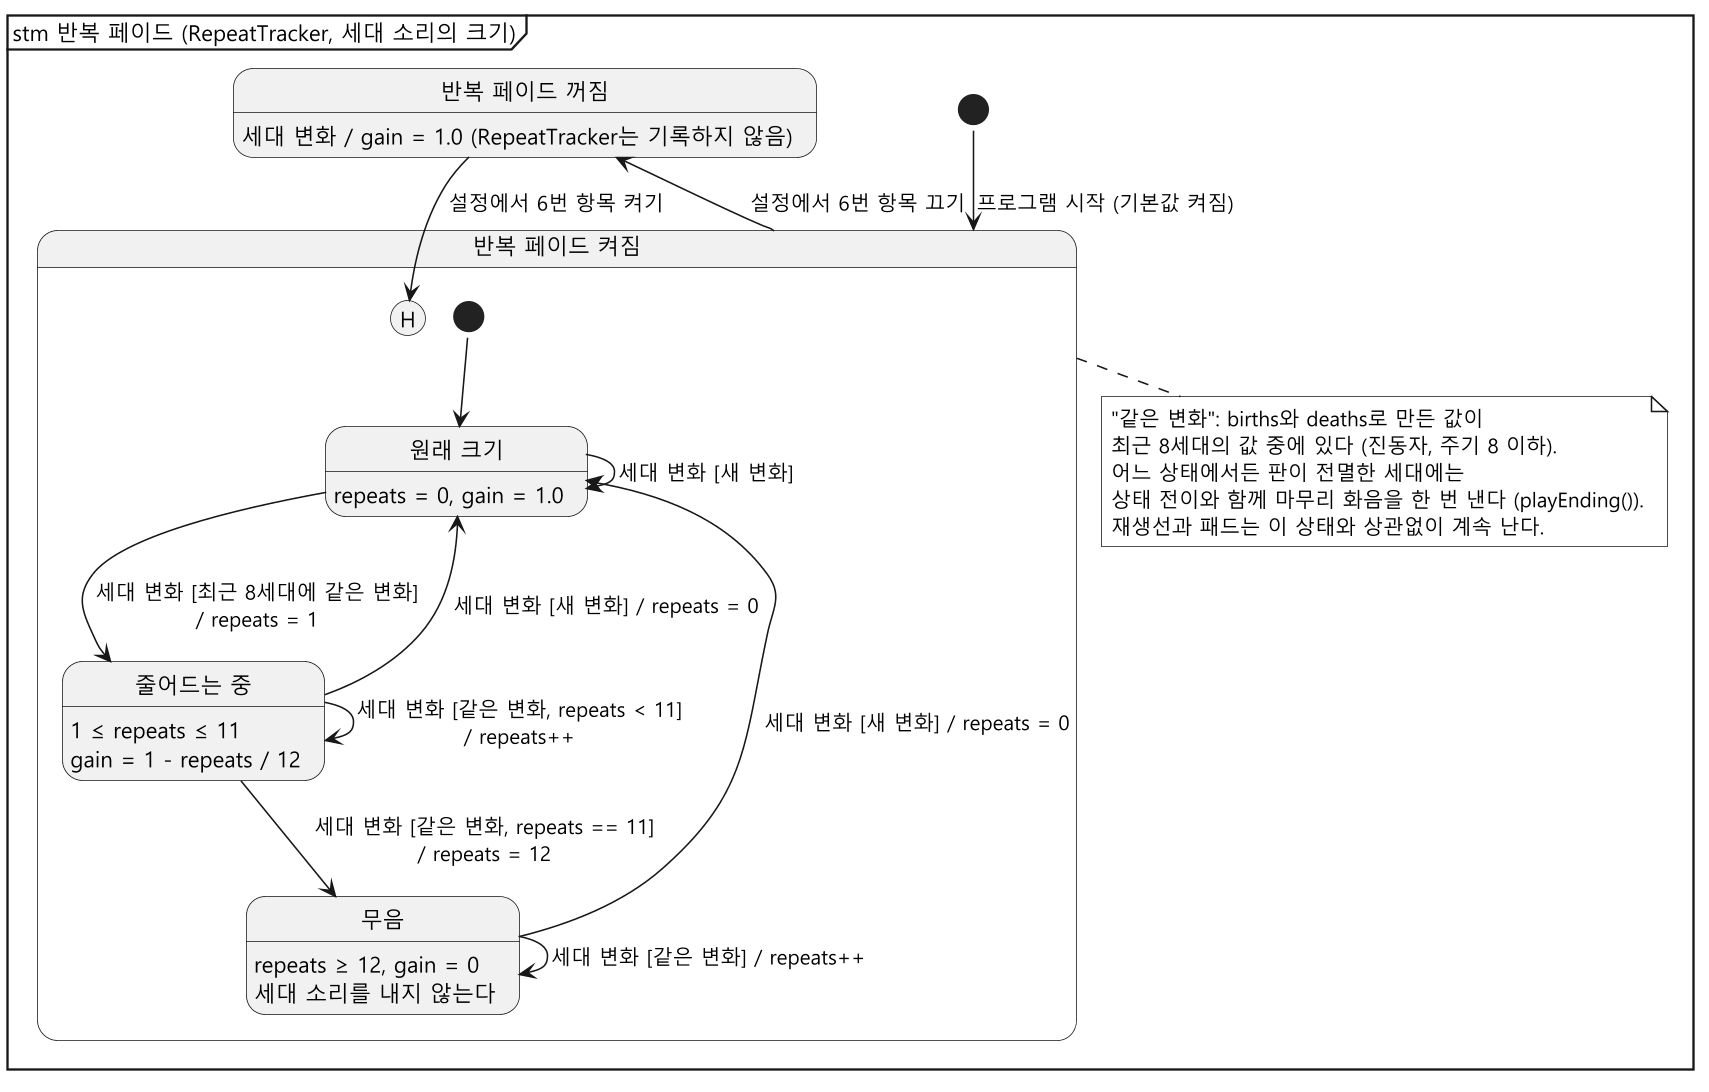 stm 반복 페이드 (RepeatTracker, 세대 소리의 크기)
반복 페이드 꺼짐
세대 변화 / gain = 1.0 (RepeatTracker는 기록하지 않음)
설정에서 6번 항목 켜기
설정에서 6번 항목 끄기
프로그램 시작 (기본값 켜짐)
반복 페이드 켜짐
H
원래 크기
repeats = 0, gain = 1.0
세대 변화 [새 변화]
"같은 변화": births와 deaths로 만든 값이
최근 8세대의 값 중에 있다 (진동자, 주기 8 이하).
어느 상태에서든 판이 전멸한 세대에는
상태 전이와 함께 마무리 화음을 한 번 낸다 (playEnding()).
재생선과 패드는 이 상태와 상관없이 계속 난다.
세대 변화 [최근 8세대에 같은 변화]
/ repeats = 1
세대 변화 [새 변화] / repeats = 0
줄어드는 중
1 ≤ repeats ≤ 11
gain = 1 - repeats / 12
세대 변화 [같은 변화, repeats < 11]
/ repeats++
세대 변화 [새 변화] / repeats = 0
세대 변화 [같은 변화, repeats == 11]
/ repeats = 12
무음
repeats ≥ 12, gain = 0
세대 소리를 내지 않는다
세대 변화 [같은 변화] / repeats++